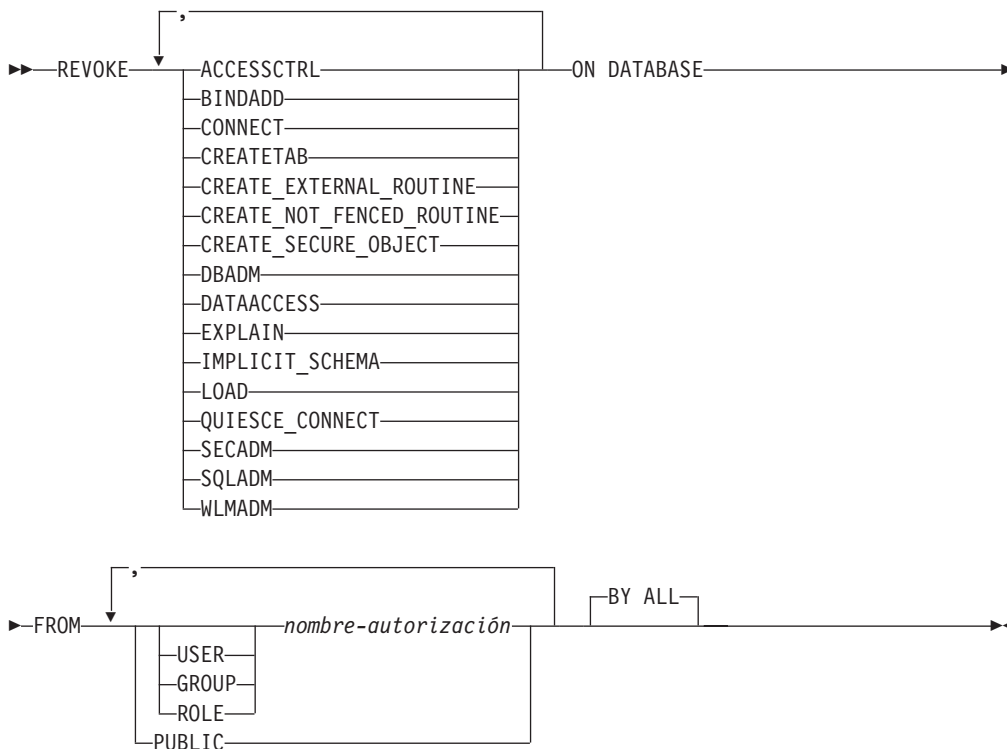 ,
REVOKE ACCESSCTRL ON DATABASE
BINDADD
CONNECT
CREATETAB
CREATE_EXTERNAL_ROUTINE
CREATE_NOT_FENCED_ROUTINE
CREATE_SECURE_OBJECT
DBADM
DATAACCESS
EXPLAIN
IMPLICIT_SCHEMA
LOAD
QUIESCE_CONNECT
SECADM
SQLADM
WLMADM
,
BY ALL
FROM nombre-autorización
USER
GROUP
ROLE
PUBLIC